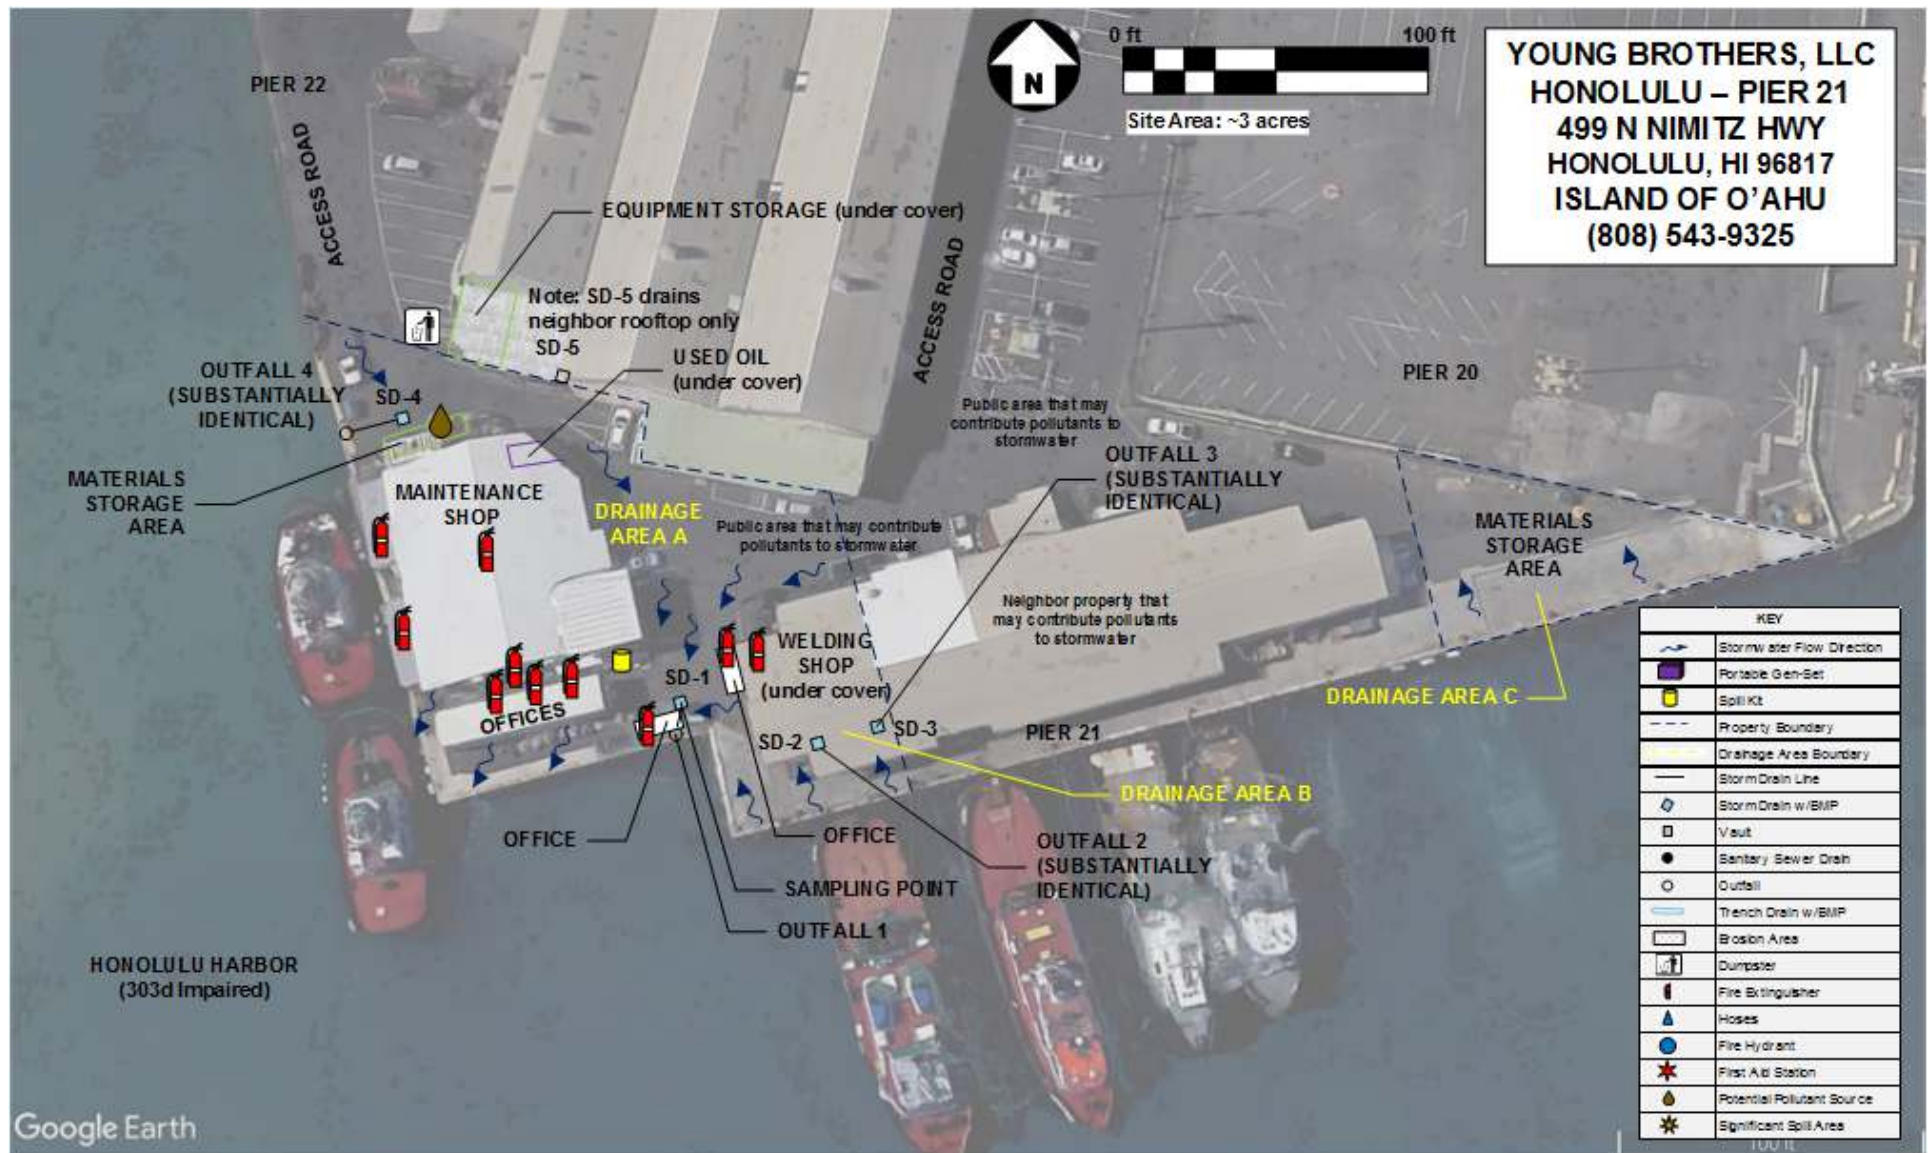 YOUNG BROTHERS, LLC
HONOLULU – PIER 21
499 N NIMITZ HWY
HONOLULU, HI 96817
ISLAND OF O’AHU
(808) 543-9325
N
0 ft
100 ft
Site Area: ~3 acres
PIER 22
ACCESS ROAD
EQUIPMENT STORAGE (under cover)
Note: SD-5 drains
neighbor rooftop only
SD-5
USED OIL
(under cover)
ACCESS ROAD
PIER 20
OUTFALL 4
(SUBSTANTIALLY
IDENTICAL)
SD-4
Public area that may
contribute pollutants to
stormwater
OUTFALL 3
(SUBSTANTIALLY
IDENTICAL)
MATERIALS
STORAGE
AREA
MAINTENANCE
SHOP
DRAINAGE
AREA A
Public area that may contribute
pollutants to stormwater
MATERIALS
STORAGE
AREA
Neighbor property that
may contribute pollutants
to stormwater
WELDING
SHOP
(under cover)
SD-1
OFFICES
SD-2
SD-3
PIER 21
DRAINAGE AREA C
DRAINAGE AREA B
OFFICE
OFFICE
OUTFALL 2
(SUBSTANTIALLY
IDENTICAL)
SAMPLING POINT
OUTFALL 1
HONOLULU HARBOR
(303d Impaired)
KEY
Stormwater Flow Direction
Portable Gen-Set
Spill Kit
Property Boundary
Drainage Area Boundary
Storm Drain Line
Storm Drain w/BMP
Vault
Sanitary Sewer Drain
Outfall
Trench Drain w/BMP
Erosion Area
Dumpster
Fire Extinguisher
Hoses
Fire Hydrant
First Aid Station
Potential Pollutant Source
Significant Spill Area
Google Earth
100 ft